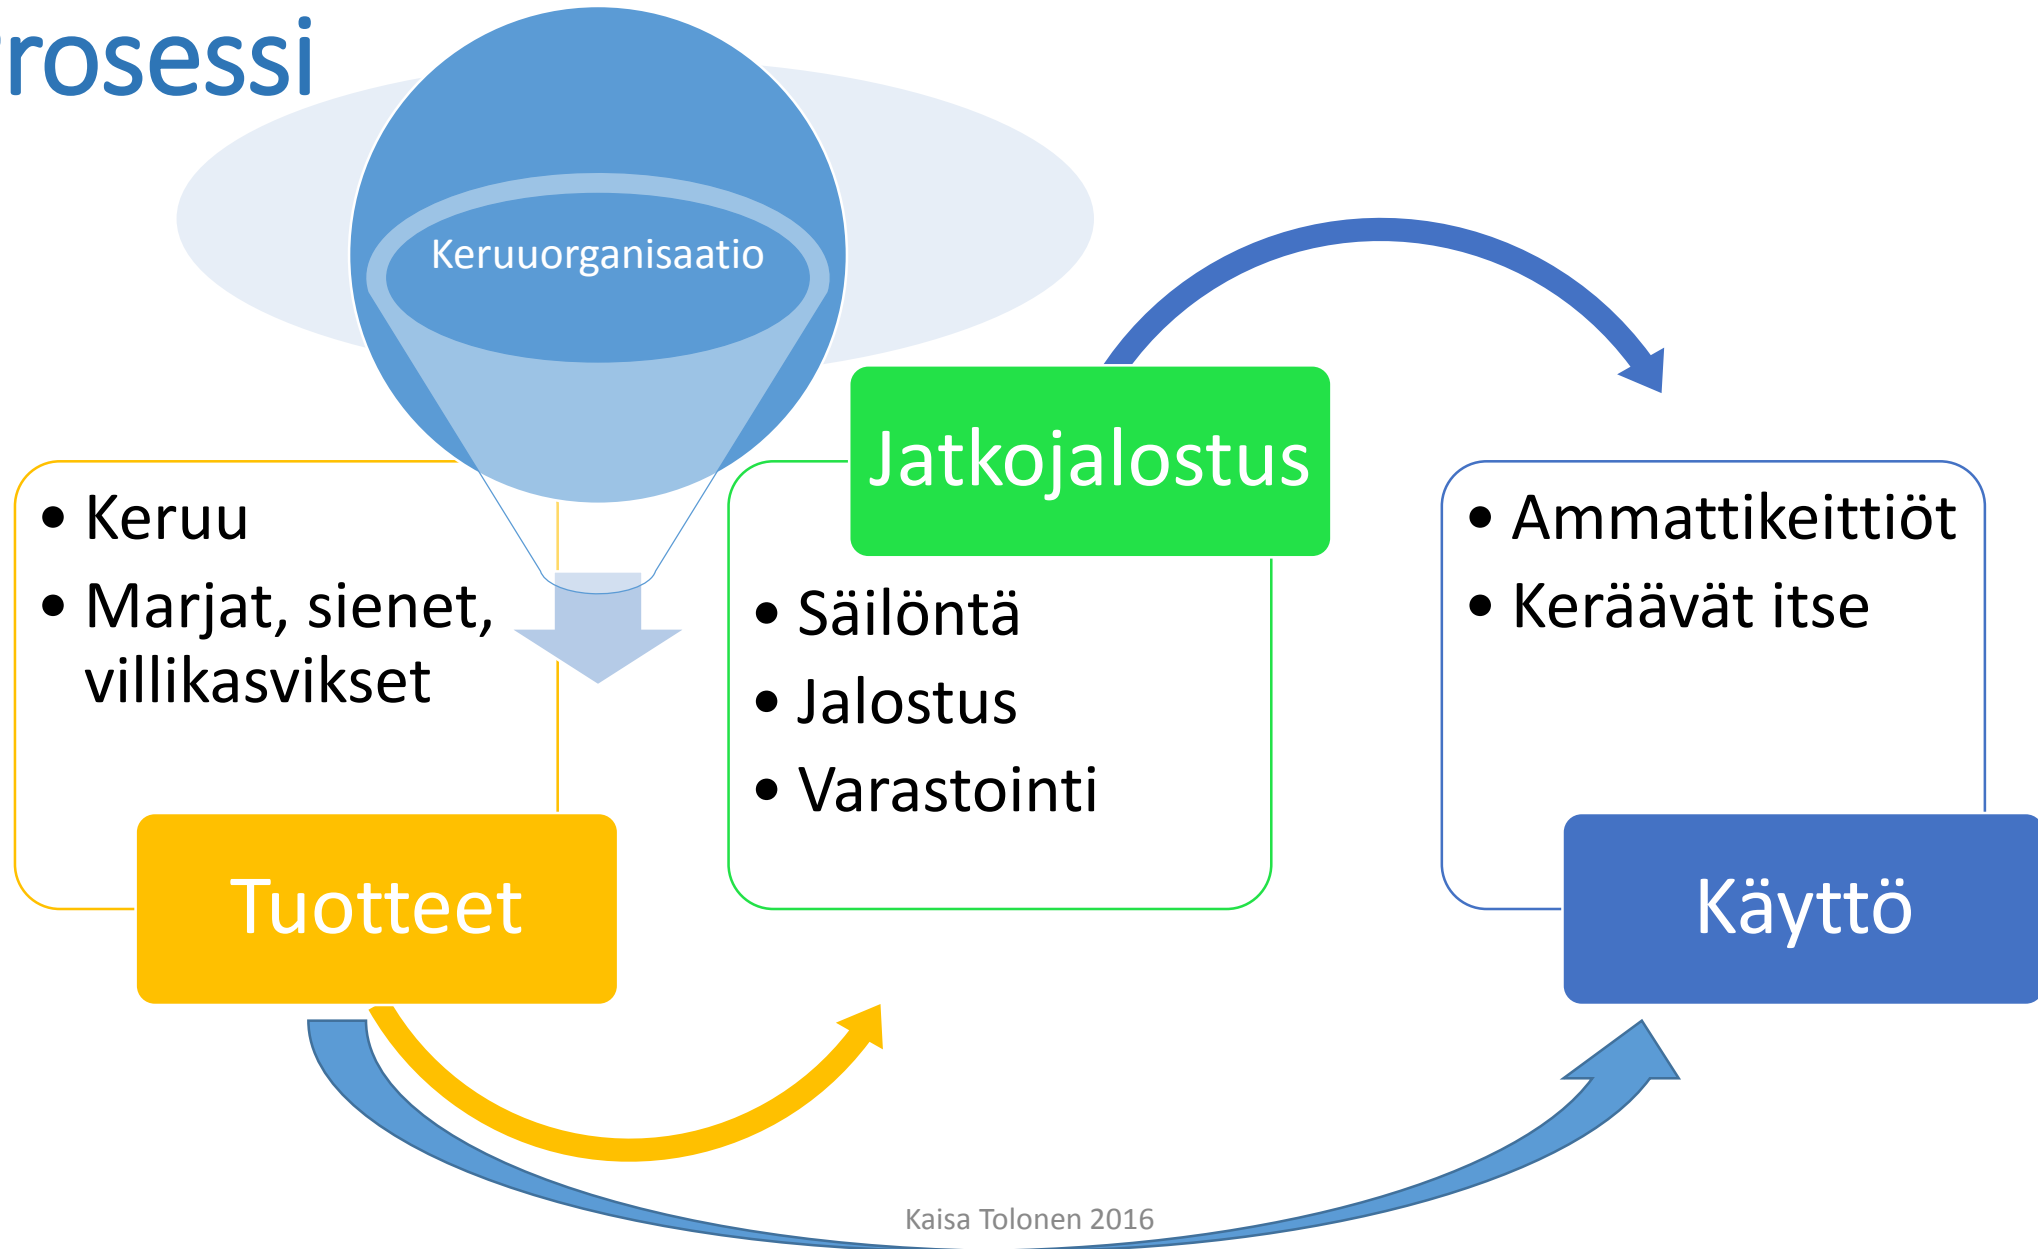 rosessi
Keruuorganisaatio
• Keruu
• Marjat, sienet,
villikasvikset
Tuotteet
Jatkojalostus
• Säilöntä
• Jalostus
• Varastointi
• Ammattikeittiöt
• Keräävät itse
Käyttö
Kaisa Tolonen 2016